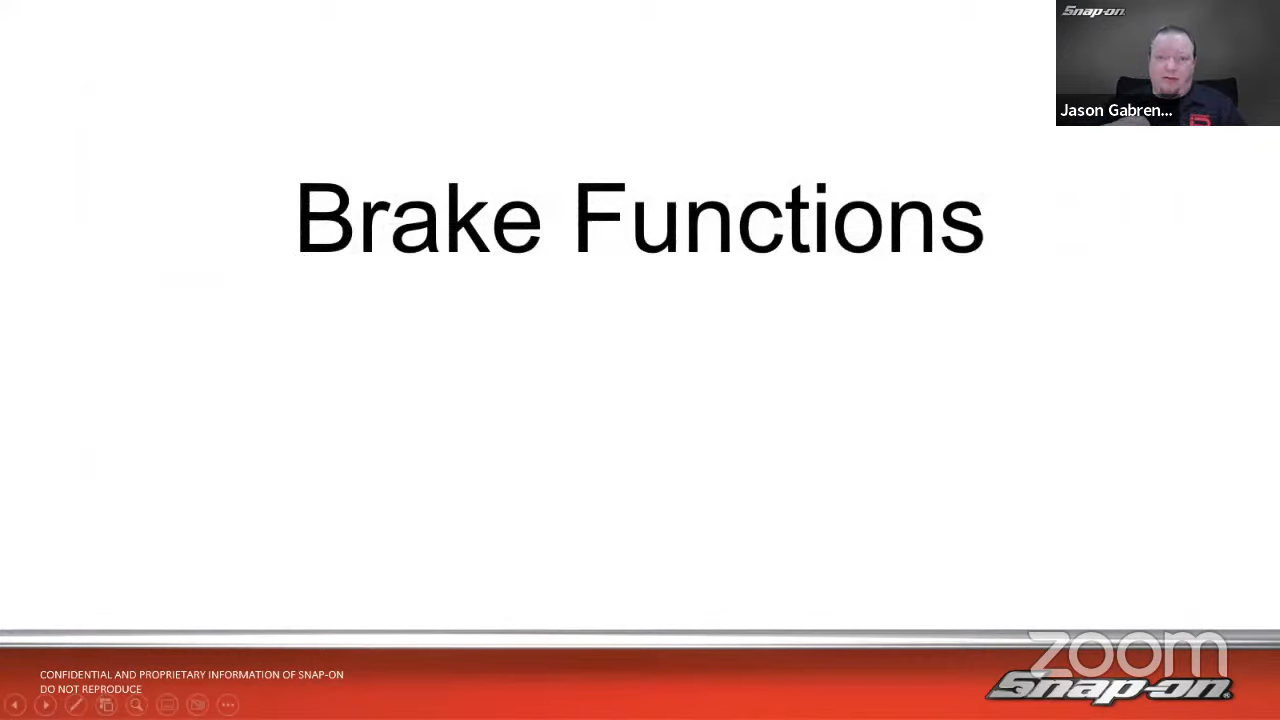 Snap-on
Jason Gabren...
Brake Functions
zoom
CONFIDENTIAL AND PROPRIETARY INFORMATION OF SNAP-ON
DO NOT REPRODUCE
Snap-on